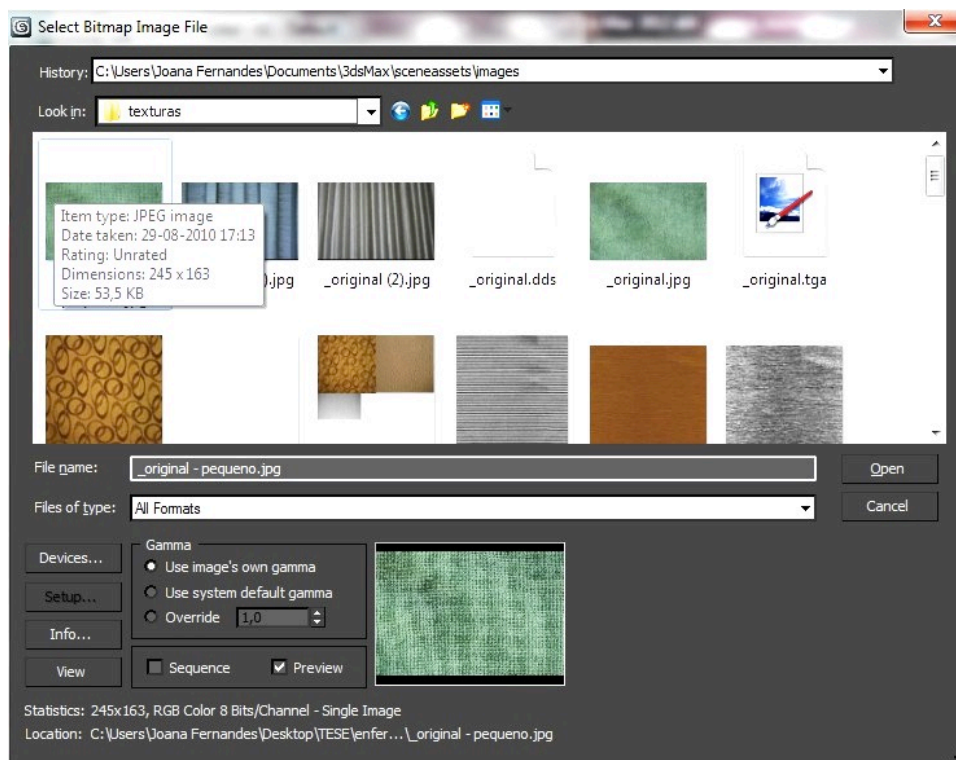 Select Bitmap Image File
History: C:\Users\Joana Fernandes\Documents\3dsMax\sceneassets\images
Look in: texturas
Item type: JPEG image
Date taken: 29-08-2010 17:13
Rating: Unrated
Dimensions: 245 x 163
Size: 53,5 KB
).jpg
_original (2).jpg
_original.dds
_original.jpg
_original.tga
File name: _original - pequeno.jpg
Open
Files of type: All Formats
Cancel
Devices...
Setup...
Info...
View
Gamma
Use image's own gamma
Use system default gamma
Override 1,0
Sequence Preview
Statistics: 245x163, RGB Color 8 Bits/Channel - Single Image
Location: C:\Users\Joana Fernandes\Desktop\TESE\enfer...\_original - pequeno.jpg